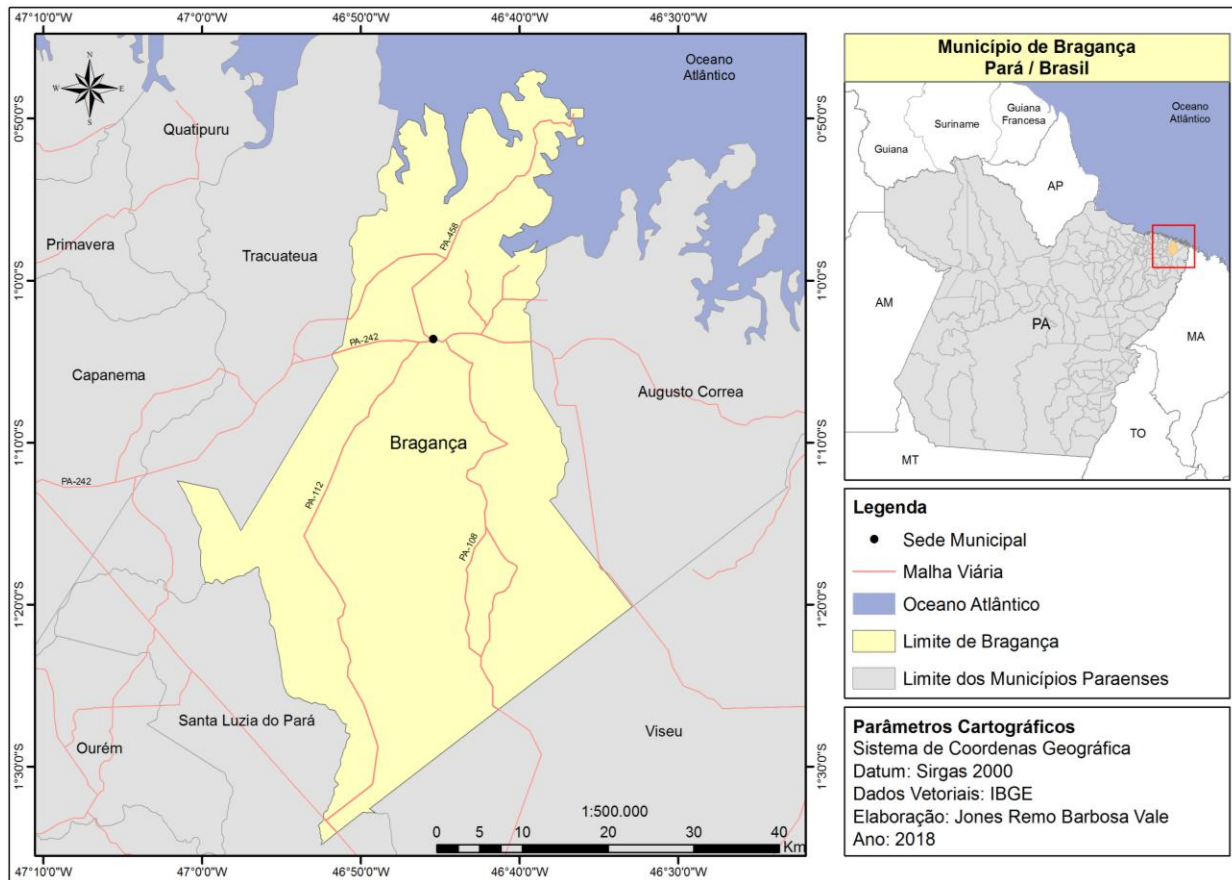 47°10'0"W
47°0'0"W
46°50'0"W
46°40'0"W
46°30'0"W
0°50'0"S
1°0'0"S
1°10'0"S
1°20'0"S
1°30'0"S
N
W
E
S
Oceano
Atlântico
Quatipuru
Primavera
Tracuateua
PA-458
PA-242
Capanema
Augusto Correa
Bragança
PA-242
PA-112
PA-108
Santa Luzia do Pará
Viseu
Ourém
1:500.000
0 5 10 20 30 40
Km
0°50'0"S
1°0'0"S
1°10'0"S
1°20'0"S
1°30'0"S
47°10'0"W
47°0'0"W
46°50'0"W
46°40'0"W
46°30'0"W
Município de Bragança
Pará / Brasil
Oceano
Atlântico
Guiana
Francesa
Suriname
Guiana
AP
AM
PA
MA
TO
MT
Legenda
Sede Municipal
Malha Viária
Oceano Atlântico
Limite de Bragança
Limite dos Municípios Paraenses
Parâmetros Cartográficos
Sistema de Coordenas Geográfica
Datum: Sirgas 2000
Dados Vetoriais: IBGE
Elaboração: Jones Remo Barbosa Vale
Ano: 2018